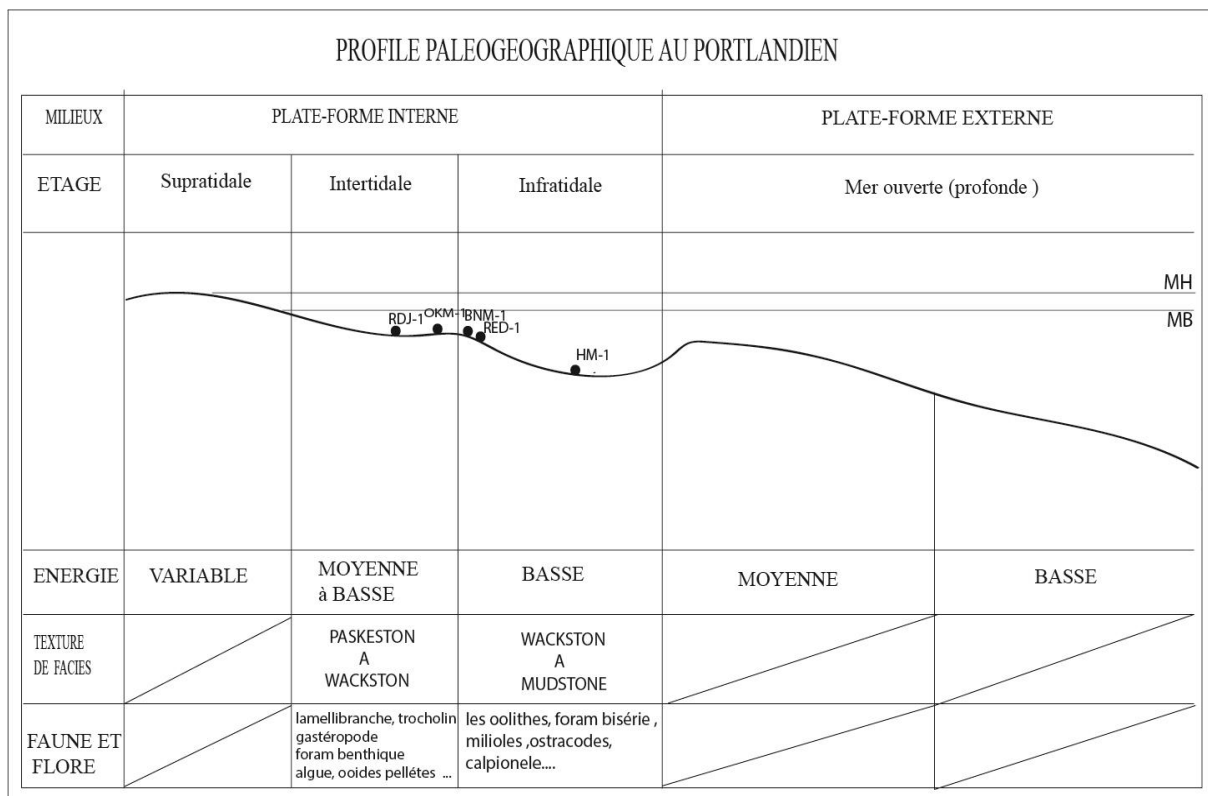 PROFILE PALEOGEOGRAPHIQUE AU PORTLANDIEN
MILIEUX
PLATE-FORME INTERNE
PLATE-FORME EXTERNE
ETAGE
Supratidale
Intertidale
Infratidale
Mer ouverte (profonde )
MH
MB
RDJ-1
OKM-1
BNM-1
RED-1
HM-1
ENERGIE
VARIABLE
MOYENNE
à BASSE
BASSE
MOYENNE
BASSE
TEXTURE
DE FACIES
PASKESTON
A
WACKSTON
WACKSTON
A
MUDSTONE
FAUNE ET
FLORE
lamellibranche, trocholin
gastéropode
foram benthique
algue, ooides pellétes ...
les oolithes, foram bisérie ,
milioles ,ostracodes,
calpionele....